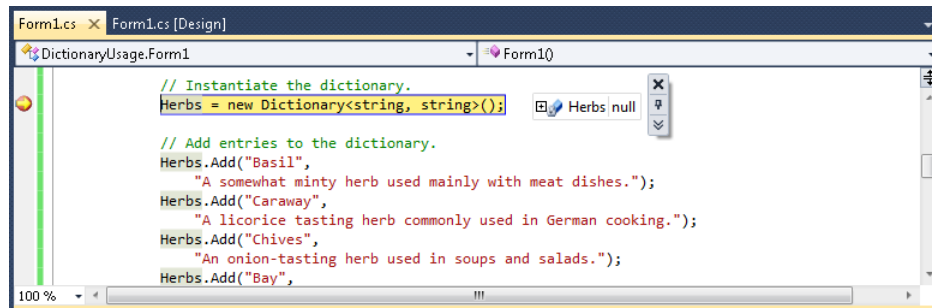 Form1.cs Form1.cs [Design]
DictionaryUsage.Form1 Form1()
// Instantiate the dictionary.
Herbs = new Dictionary<string, string>(); Herbs null
// Add entries to the dictionary.
Herbs.Add("Basil",
"A somewhat minty herb used mainly with meat dishes.");
Herbs.Add("Caraway",
"A licorice tasting herb commonly used in German cooking.");
Herbs.Add("Chives",
"An onion-tasting herb used in soups and salads.");
Herbs.Add("Bay",
100 %